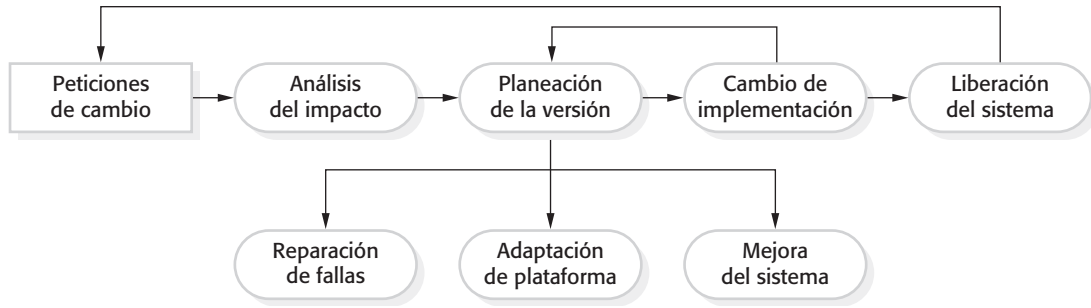 Peticiones
de cambio
Análisis
del impacto
Planeación
de la versión
Cambio de
implementación
Liberación
del sistema
Reparación
de fallas
Adaptación
de plataforma
Mejora
del sistema